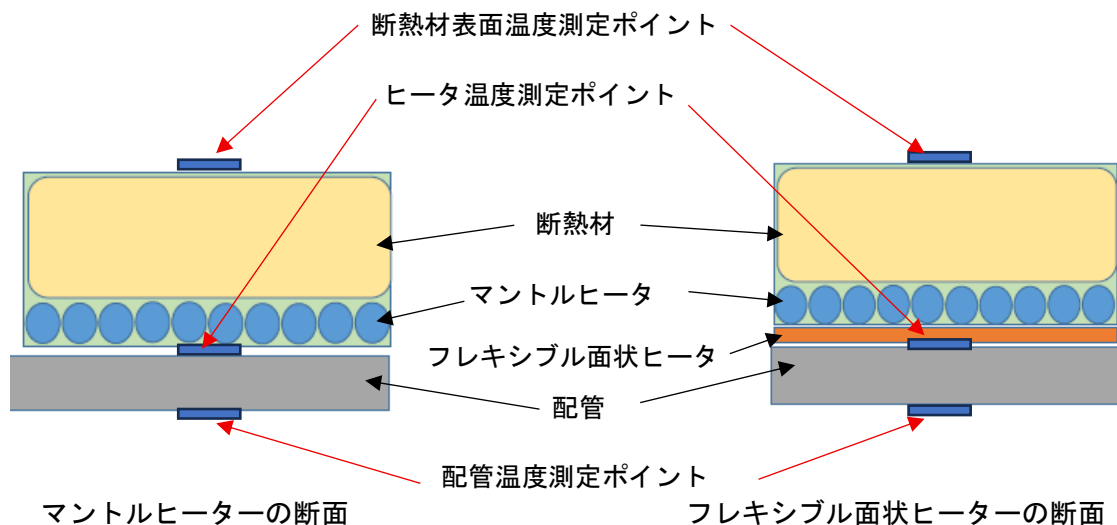 断熱材表面温度測定ポイント
ヒータ温度測定ポイント
断熱材
マントルヒータ
フレキシブル面状ヒータ
配管
配管温度測定ポイント
マントルヒーターの断面
フレキシブル面状ヒーターの断面